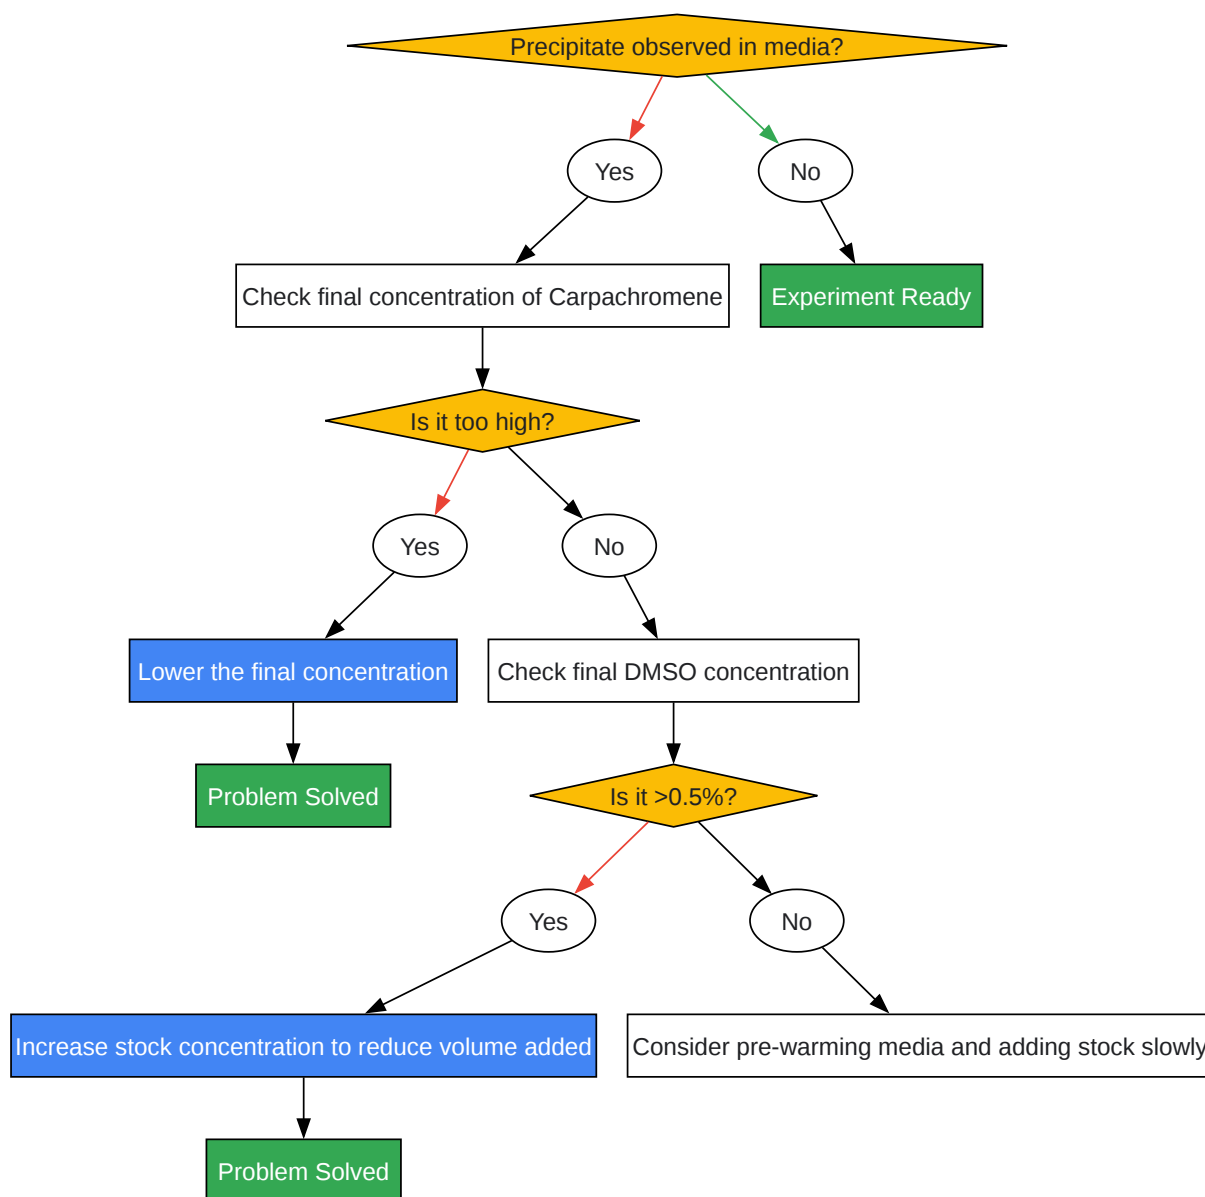 Precipitate observed in media?
Yes
No
Check final concentration of Carpachromene
Experiment Ready
Is it too high?
Yes
No
Lower the final concentration
Check final DMSO concentration
Problem Solved
Is it >0.5%?
Yes
No
Increase stock concentration to reduce volume added
Consider pre-warming media and adding stock slowly
Problem Solved